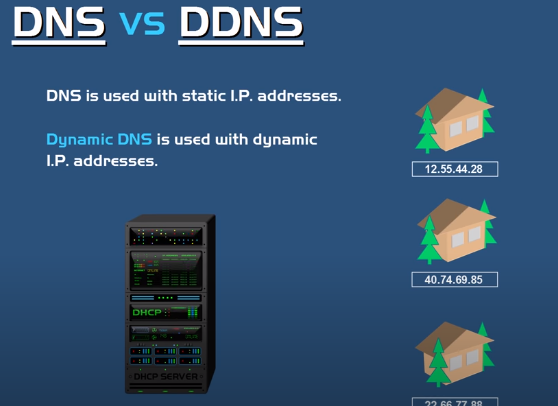 DNS vs DDNS
DNS is used with static I.P. addresses.
Dynamic DNS is used with dynamic
I.P. addresses.
12.55.44.28
40.74.69.85
22.66.77.88
DHCP
DHCP SERVER